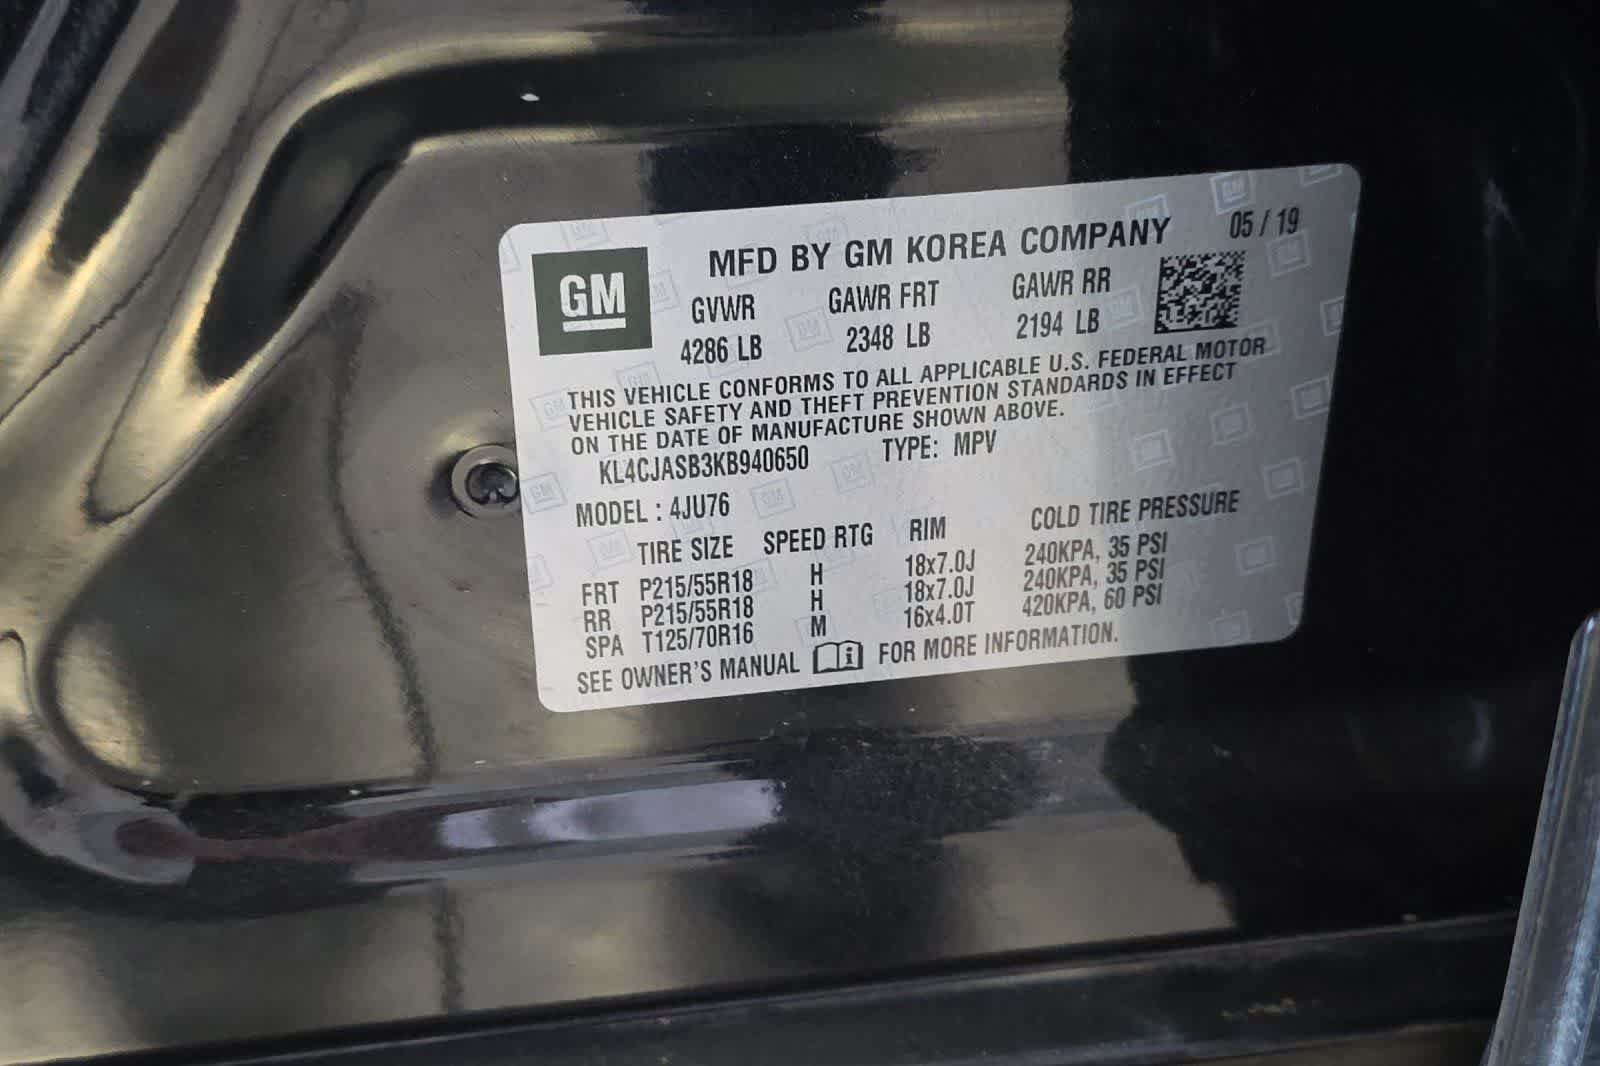 GM
MFD BY GM KOREA COMPANY 05 / 19
GVWR GAWR FRT GAWR RR
4286 LB 2348 LB 2194 LB
THIS VEHICLE CONFORMS TO ALL APPLICABLE U.S. FEDERAL MOTOR
VEHICLE SAFETY AND THEFT PREVENTION STANDARDS IN EFFECT
ON THE DATE OF MANUFACTURE SHOWN ABOVE.
KL4CJASB3KB940650 TYPE: MPV
MODEL : 4JU76
TIRE SIZE SPEED RTG RIM COLD TIRE PRESSURE
FRT P215/55R18 H 18x7.0J 240KPA, 35 PSI
RR P215/55R18 H 18x7.0J 240KPA, 35 PSI
SPA T125/70R16 M 16x4.0T 420KPA, 60 PSI
SEE OWNER'S MANUAL FOR MORE INFORMATION.